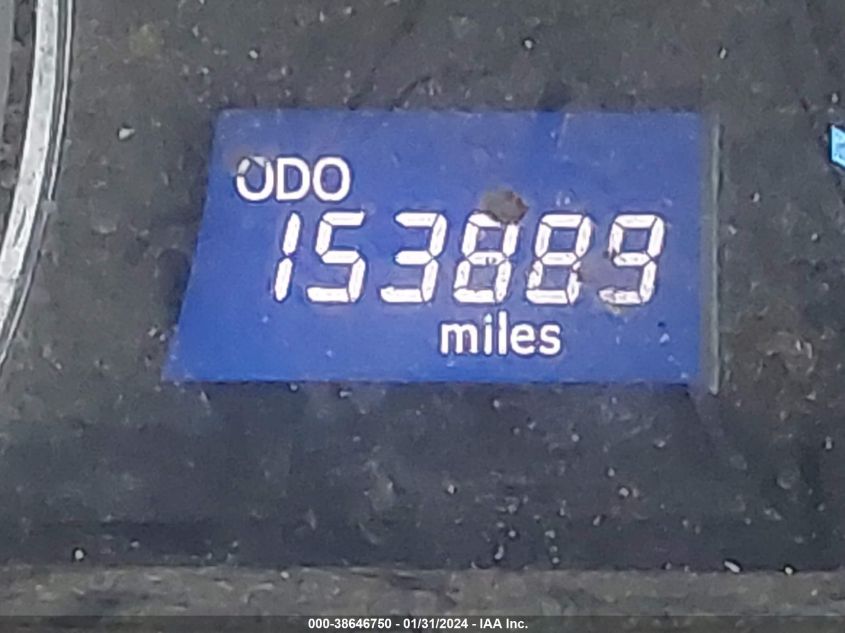 ODO
153889
miles
000-38646750 - 01/31/2024 - IAA Inc.